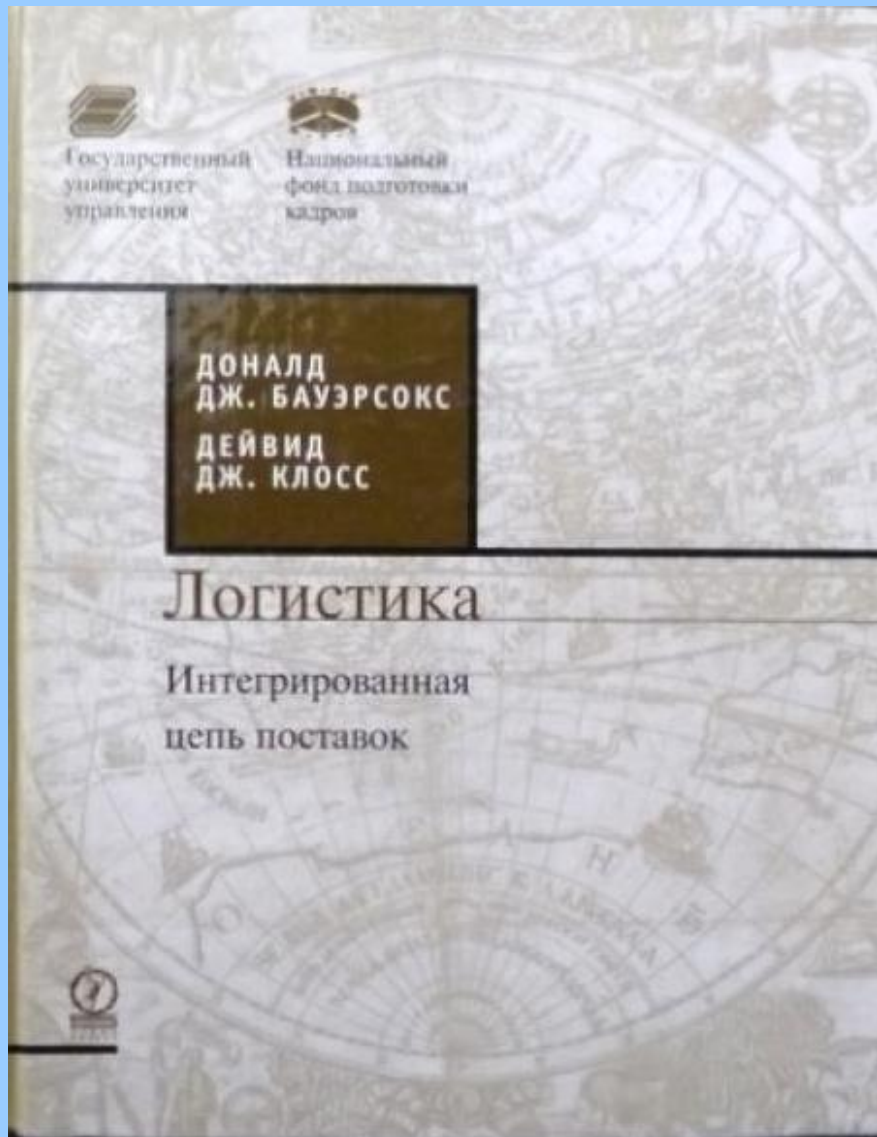 Государственный
университет
управления
Национальный
фонд подготовки
кадров
ДОНАЛД
ДЖ. БАУЭРСОКС
ДЕЙВИД
ДЖ. КЛОСС
Логистика
Интегрированная
цепь поставок